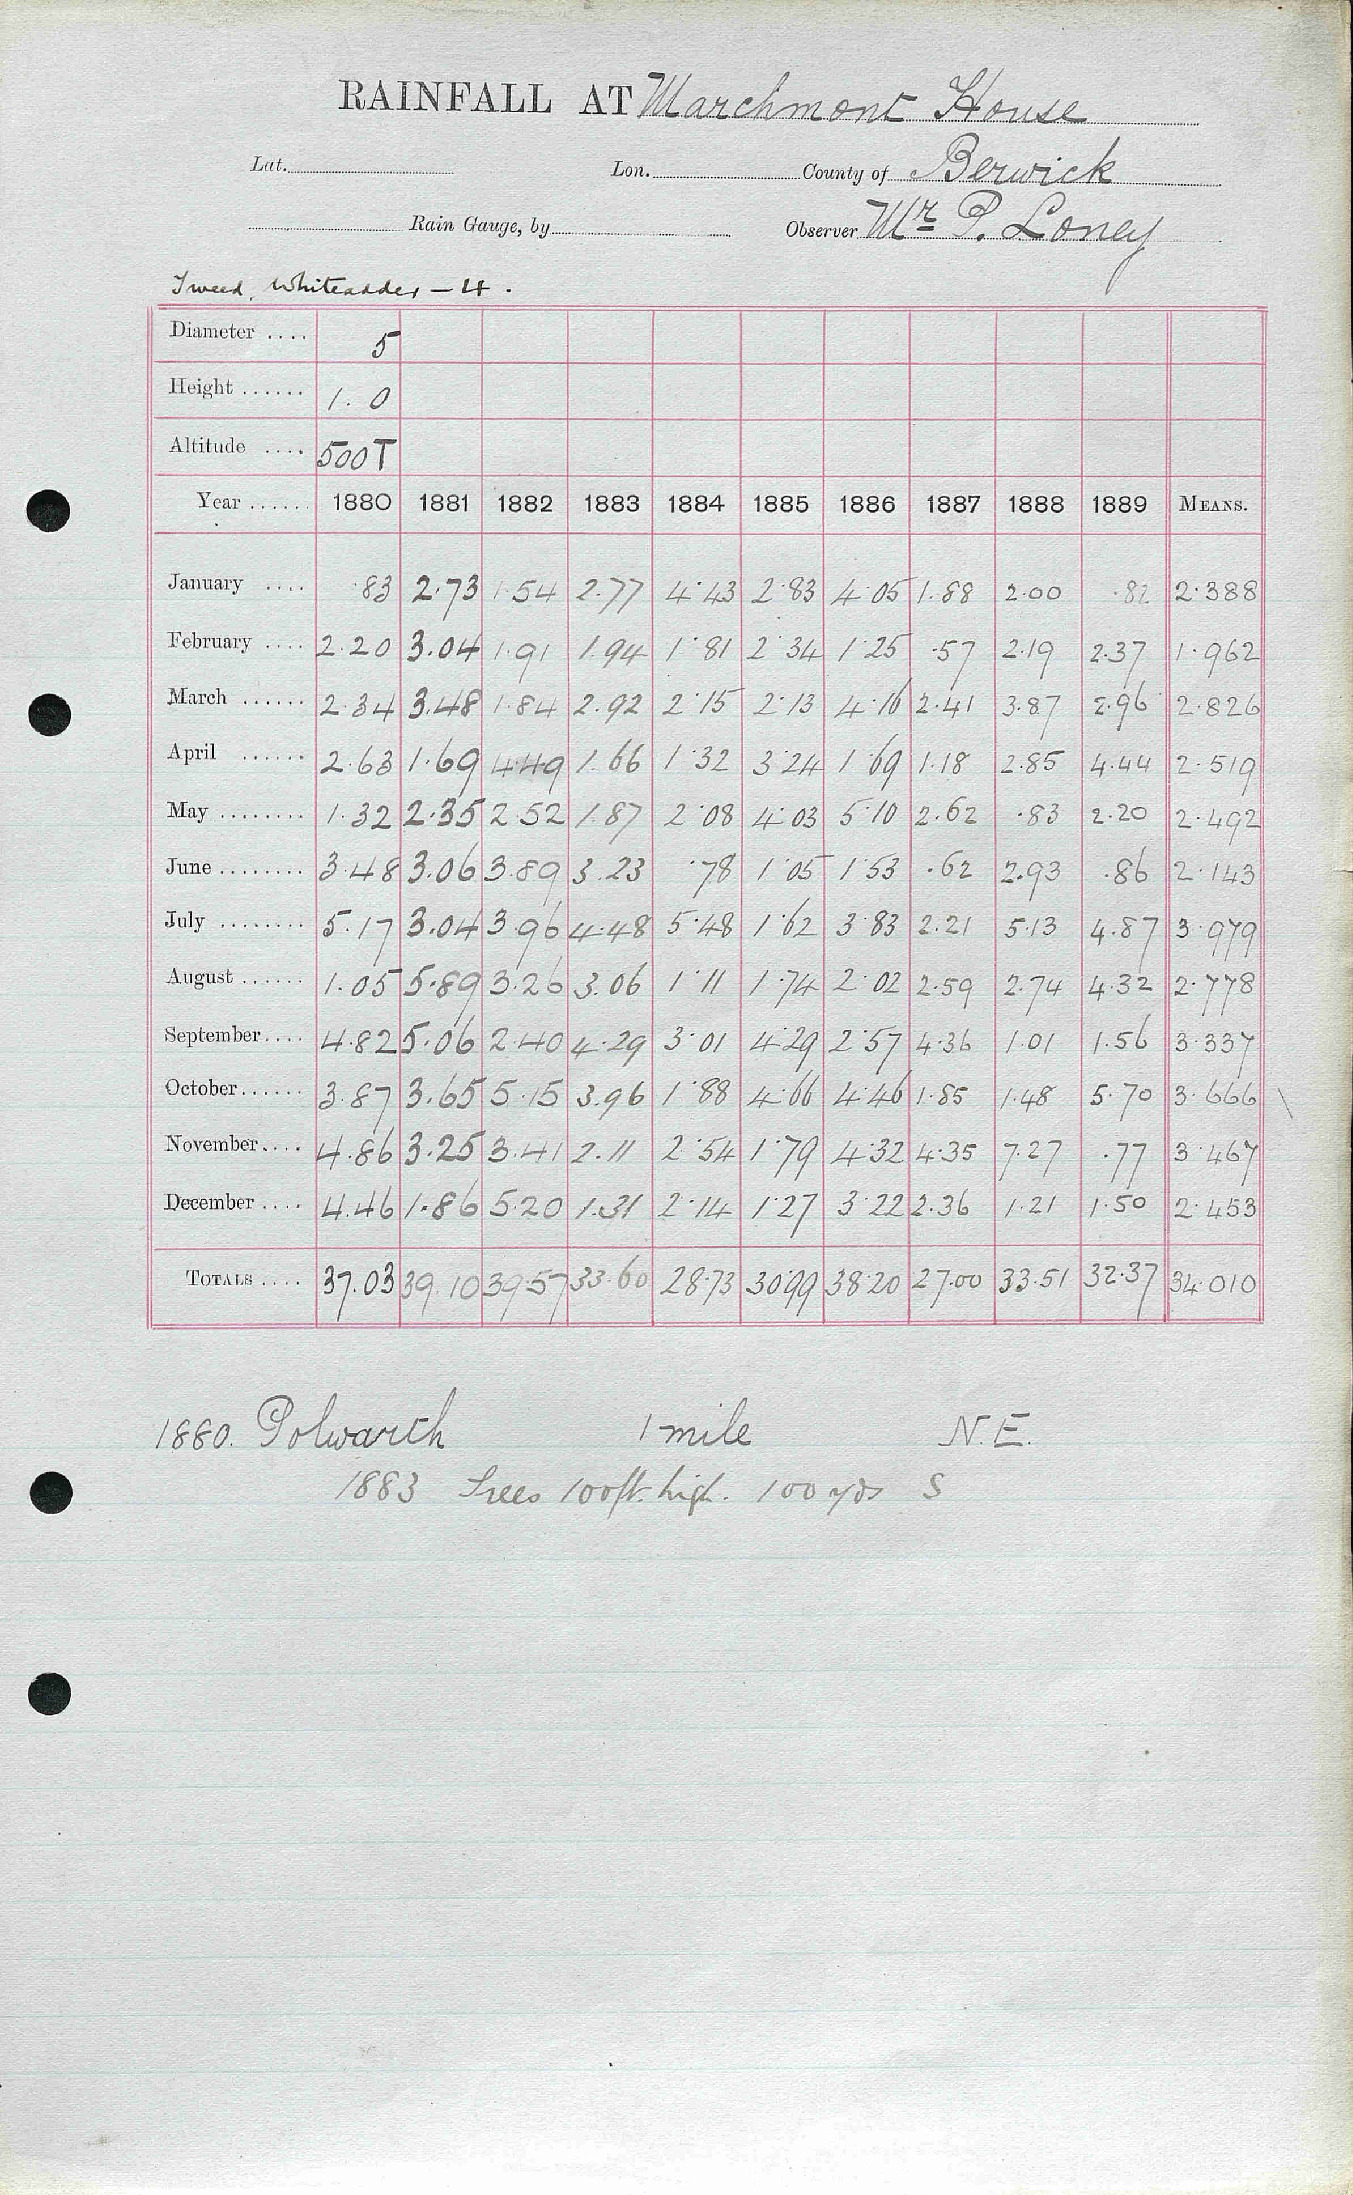 RAINFALL AT Marchmont House
Lat. Lon. County of Berwick
Rain Gauge, by Observer Mr P. Loney
Tweed, Whiteadder – 4.
Diameter .... 5
Height ...... 1.0
Altitude .... 500T
Year ...... 1880 1881 1882 1883 1884 1885 1886 1887 1888 1889 MEANS.
January .... .83 2.73 1.54 2.77 4.43 2.83 4.05 1.88 2.00 .82 2.388
February .... 2.20 3.04 1.91 1.94 1.81 2.34 1.25 .57 2.19 2.37 1.962
March ...... 2.34 3.48 1.84 2.92 2.15 2.13 4.16 2.41 3.87 2.96 2.826
April ...... 2.63 1.69 4.49 1.66 1.32 3.24 1.69 1.18 2.85 4.44 2.519
May ........ 1.32 2.35 2.52 1.87 2.08 4.03 5.10 2.62 .83 2.20 2.492
June ........ 3.48 3.06 3.89 3.23 .78 1.05 1.53 .62 2.93 .86 2.143
July ........ 5.17 3.04 3.96 4.48 5.48 1.62 3.83 2.21 5.13 4.87 3.979
August ...... 1.05 5.89 3.26 3.06 1.11 1.74 2.02 2.59 2.74 4.32 2.778
September.... 4.82 5.06 2.40 4.29 3.01 4.29 2.57 4.36 1.01 1.56 3.337
October...... 3.87 3.65 5.15 3.96 1.88 4.66 4.46 1.85 1.48 5.70 3.666
November.... 4.86 3.25 3.41 2.11 2.54 1.79 4.32 4.35 7.27 .77 3.467
December .... 4.46 1.86 5.20 1.31 2.14 1.27 3.22 2.36 1.21 1.50 2.453
TOTALS .... 37.03 39.10 39.57 33.60 28.73 30.99 38.20 27.00 33.51 32.37 34.010
1880. Polwarth 1 mile N.E.
1883 Trees 100ft. high. 100 yds S